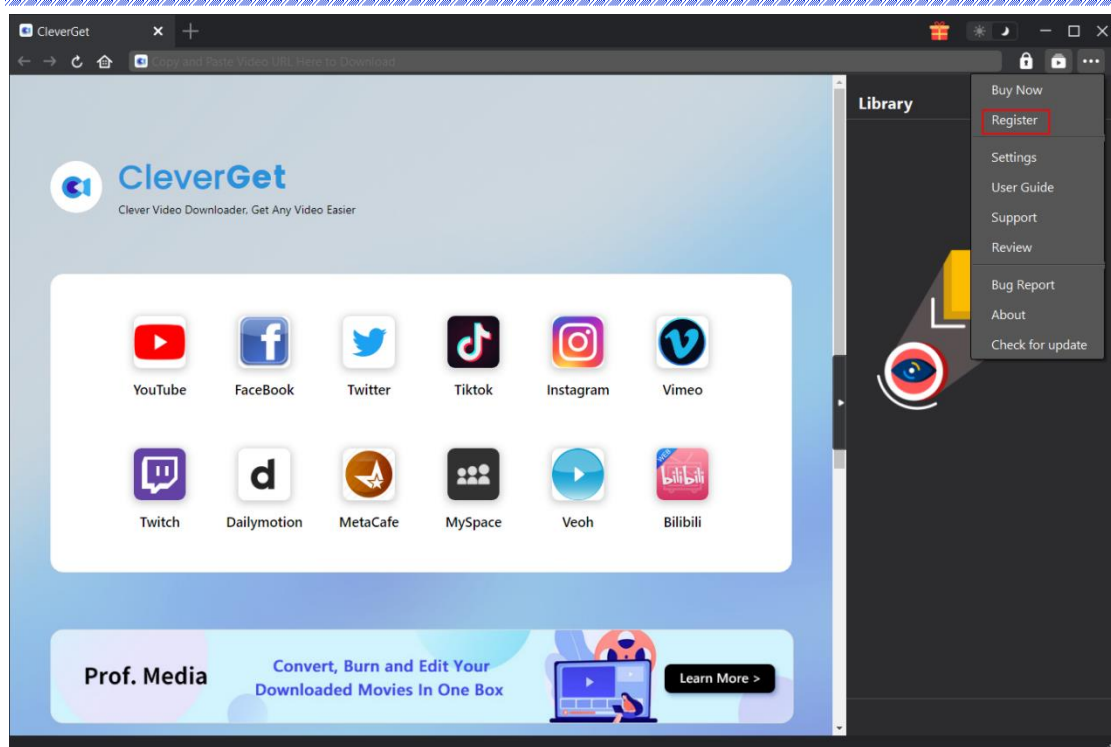 CleverGet
Copy and Paste Video URL Here to Download
Library
Buy Now
Register
Settings
User Guide
Support
Review
Bug Report
About
Check for update
CleverGet
Clever Video Downloader. Get Any Video Easier
YouTube FaceBook Twitter Tiktok Instagram Vimeo
WEB
bilibili
Twitch Dailymotion MetaCafe MySpace Veoh Bilibili
Prof. Media
Convert, Burn and Edit Your
Downloaded Movies In One Box
Learn More >